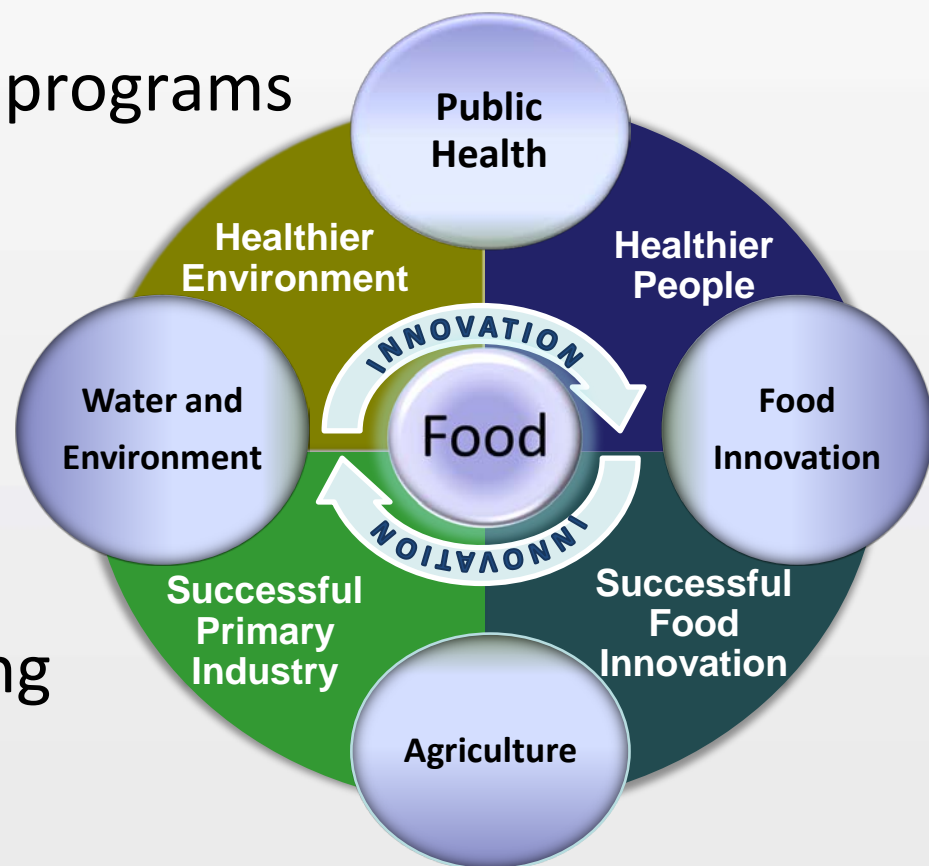 programs
Public
Health
Healthier
Environment
Healthier
People
INNOVATION
Water and
Environment
Food
Food
Innovation
INNOVATION
Successful
Primary
Industry
Successful
Food
Innovation
ng
Agriculture